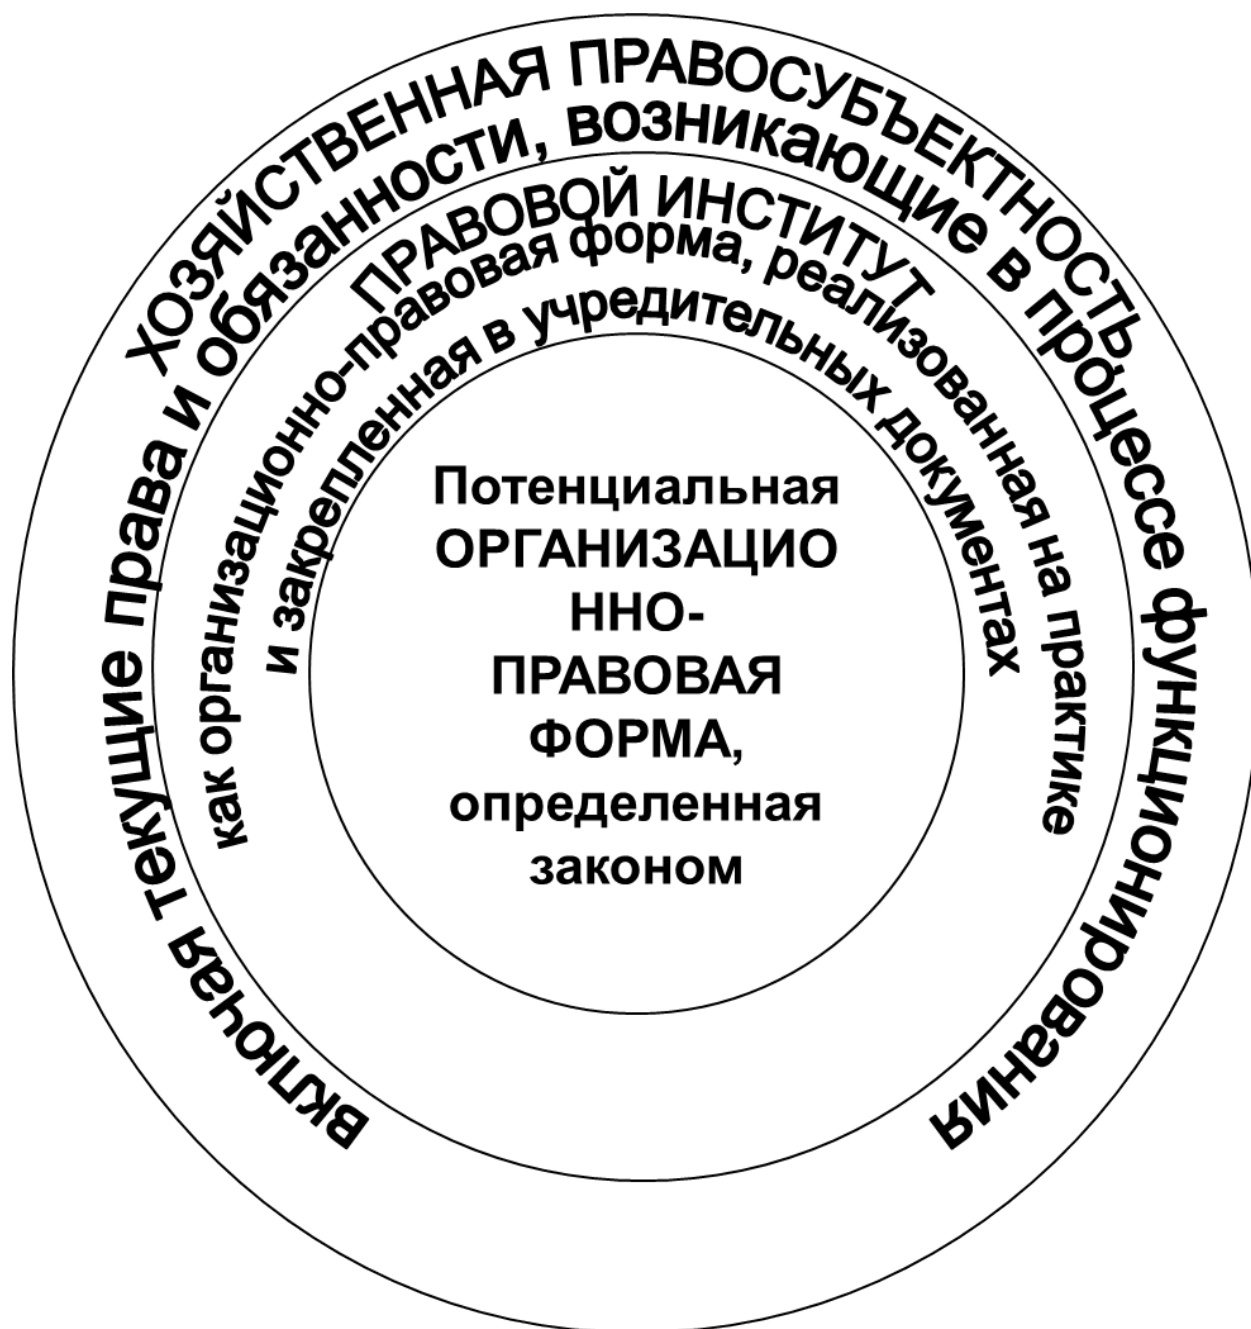 ХОЗЯЙСТВЕННАЯ ПРАВОСУБЪЕКТНОСТЬ,
включая текущие права и обязанности, возникающие в процессе функционирования
ПРАВОВОЙ ИНСТИТУТ
как организационно-правовая форма, реализованная на практике
и закрепленная в учредительных документах
Потенциальная
ОРГАНИЗАЦИО
ННО-
ПРАВОВАЯ
ФОРМА,
определенная
законом